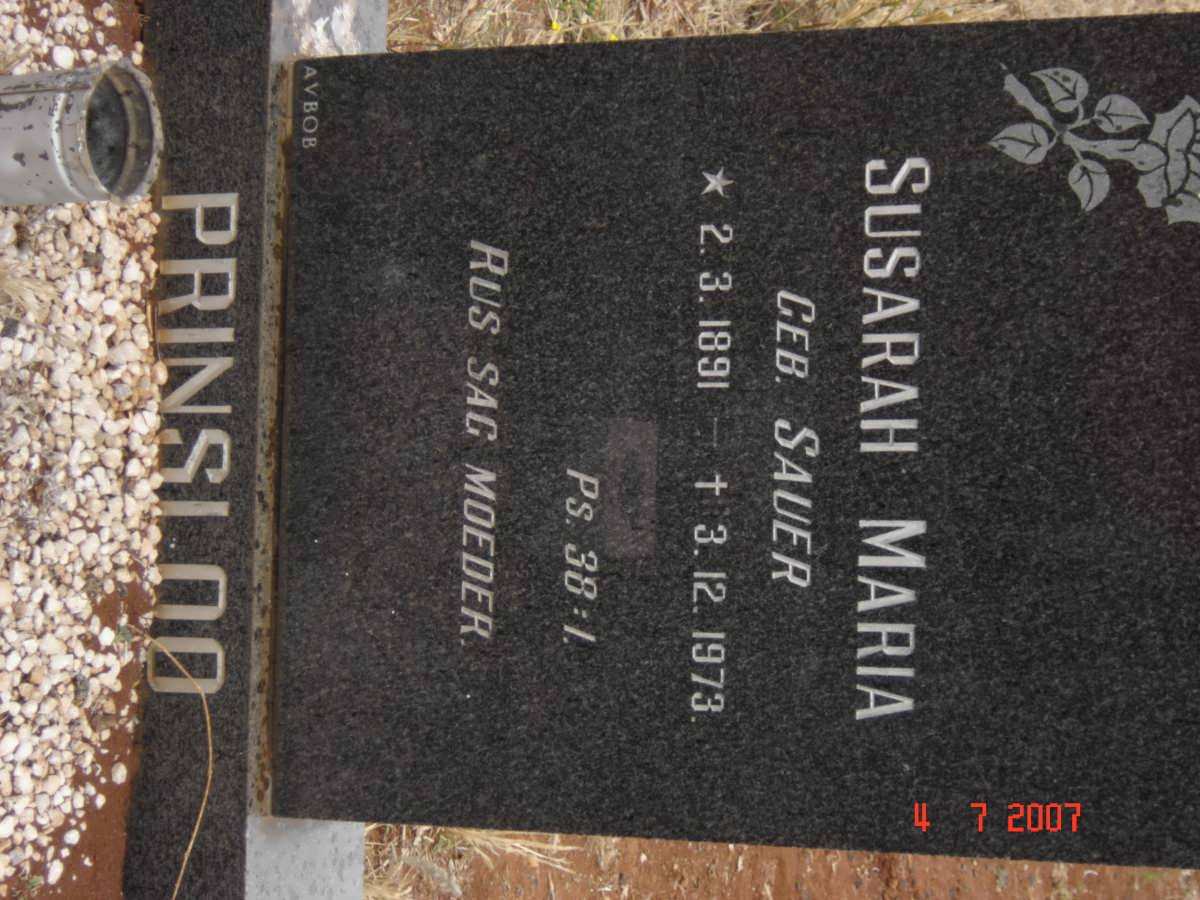 SUSARAH MARIA
GEB. SAUER
★ 2.3.1891 — † 3.12.1973.
PS. 38:1.
RUS SAG MOEDER
AVBOB
PRINSLOO
4 7 2007